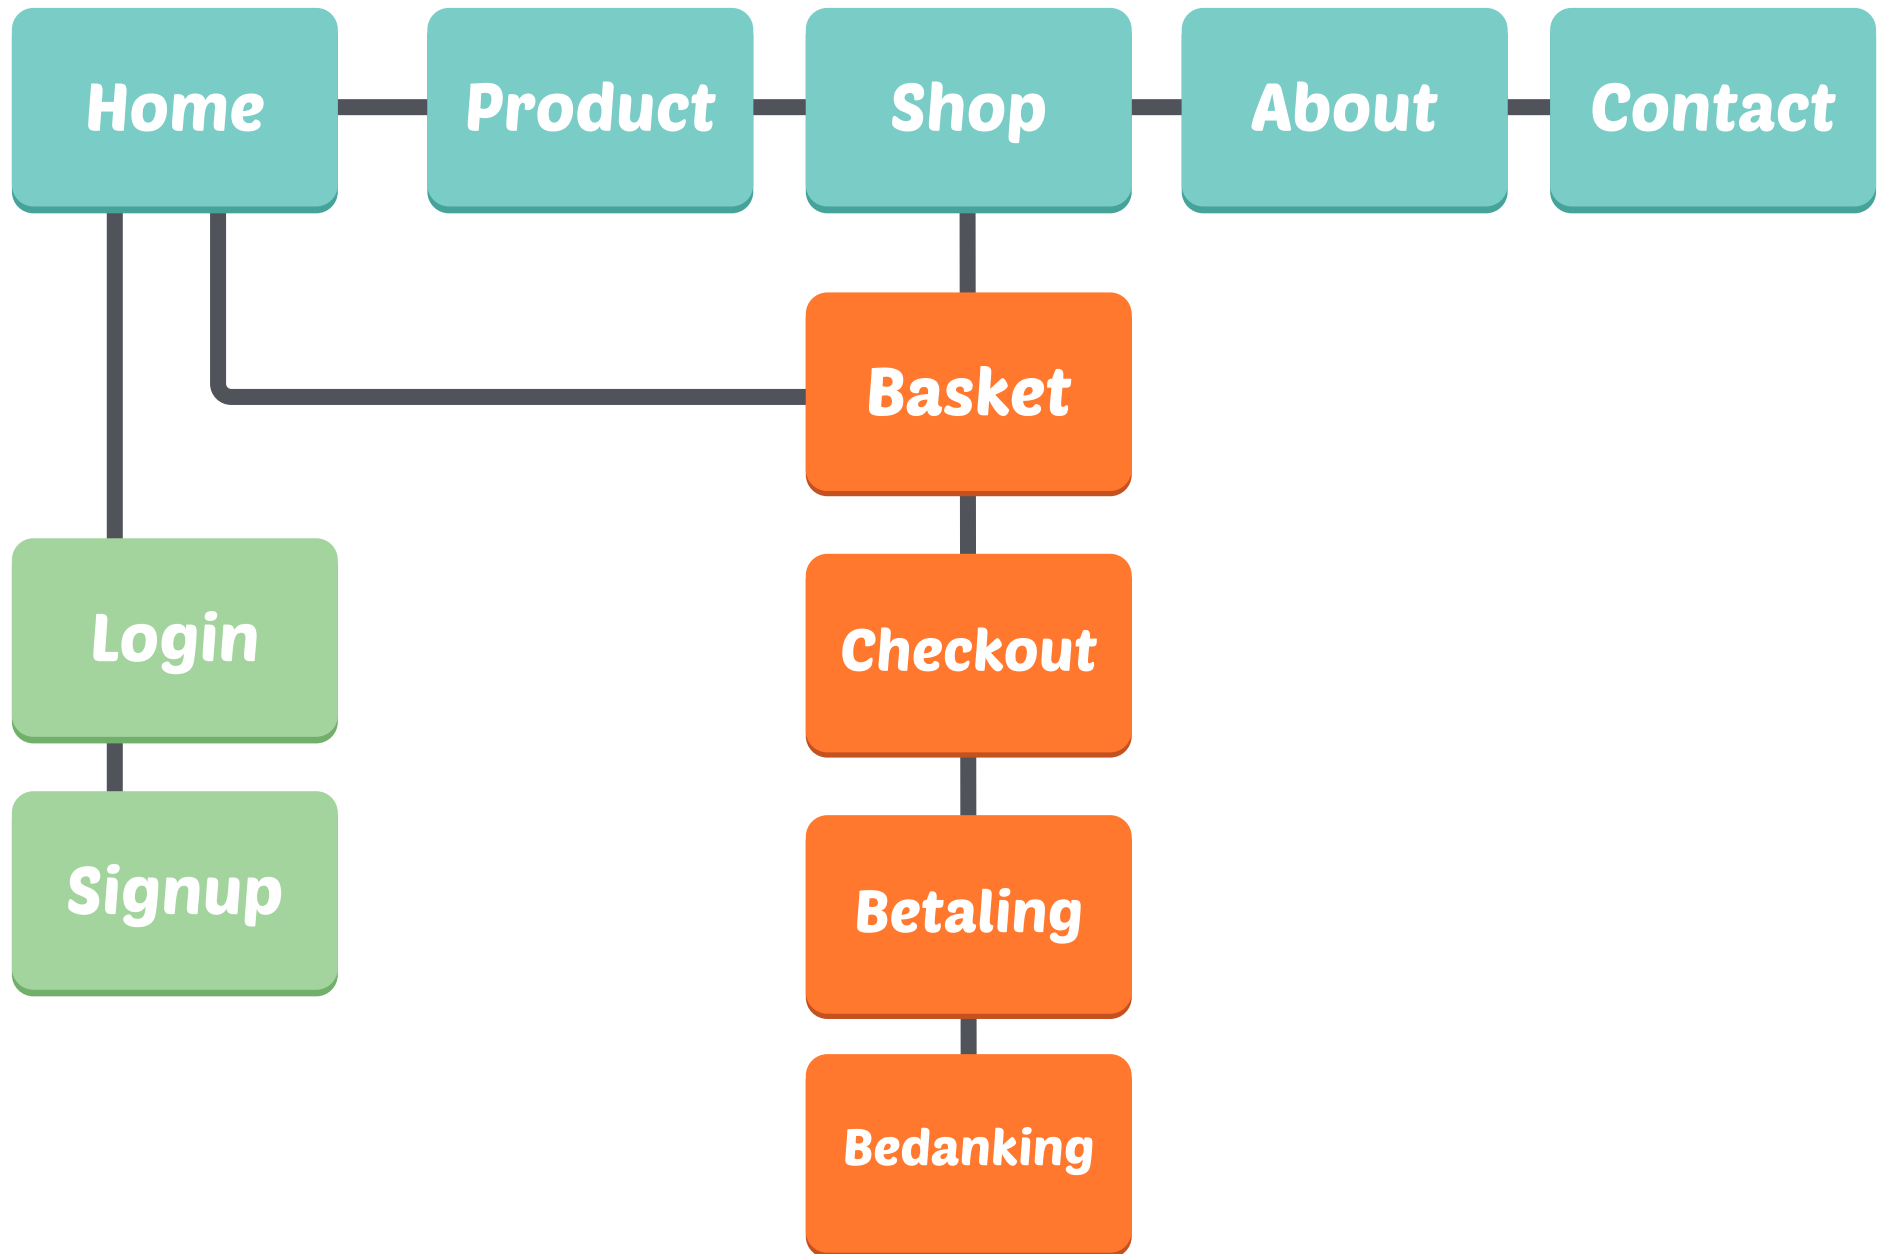 Home
Product
Shop
About
Contact
Basket
Login
Checkout
Signup
Betaling
Bedanking